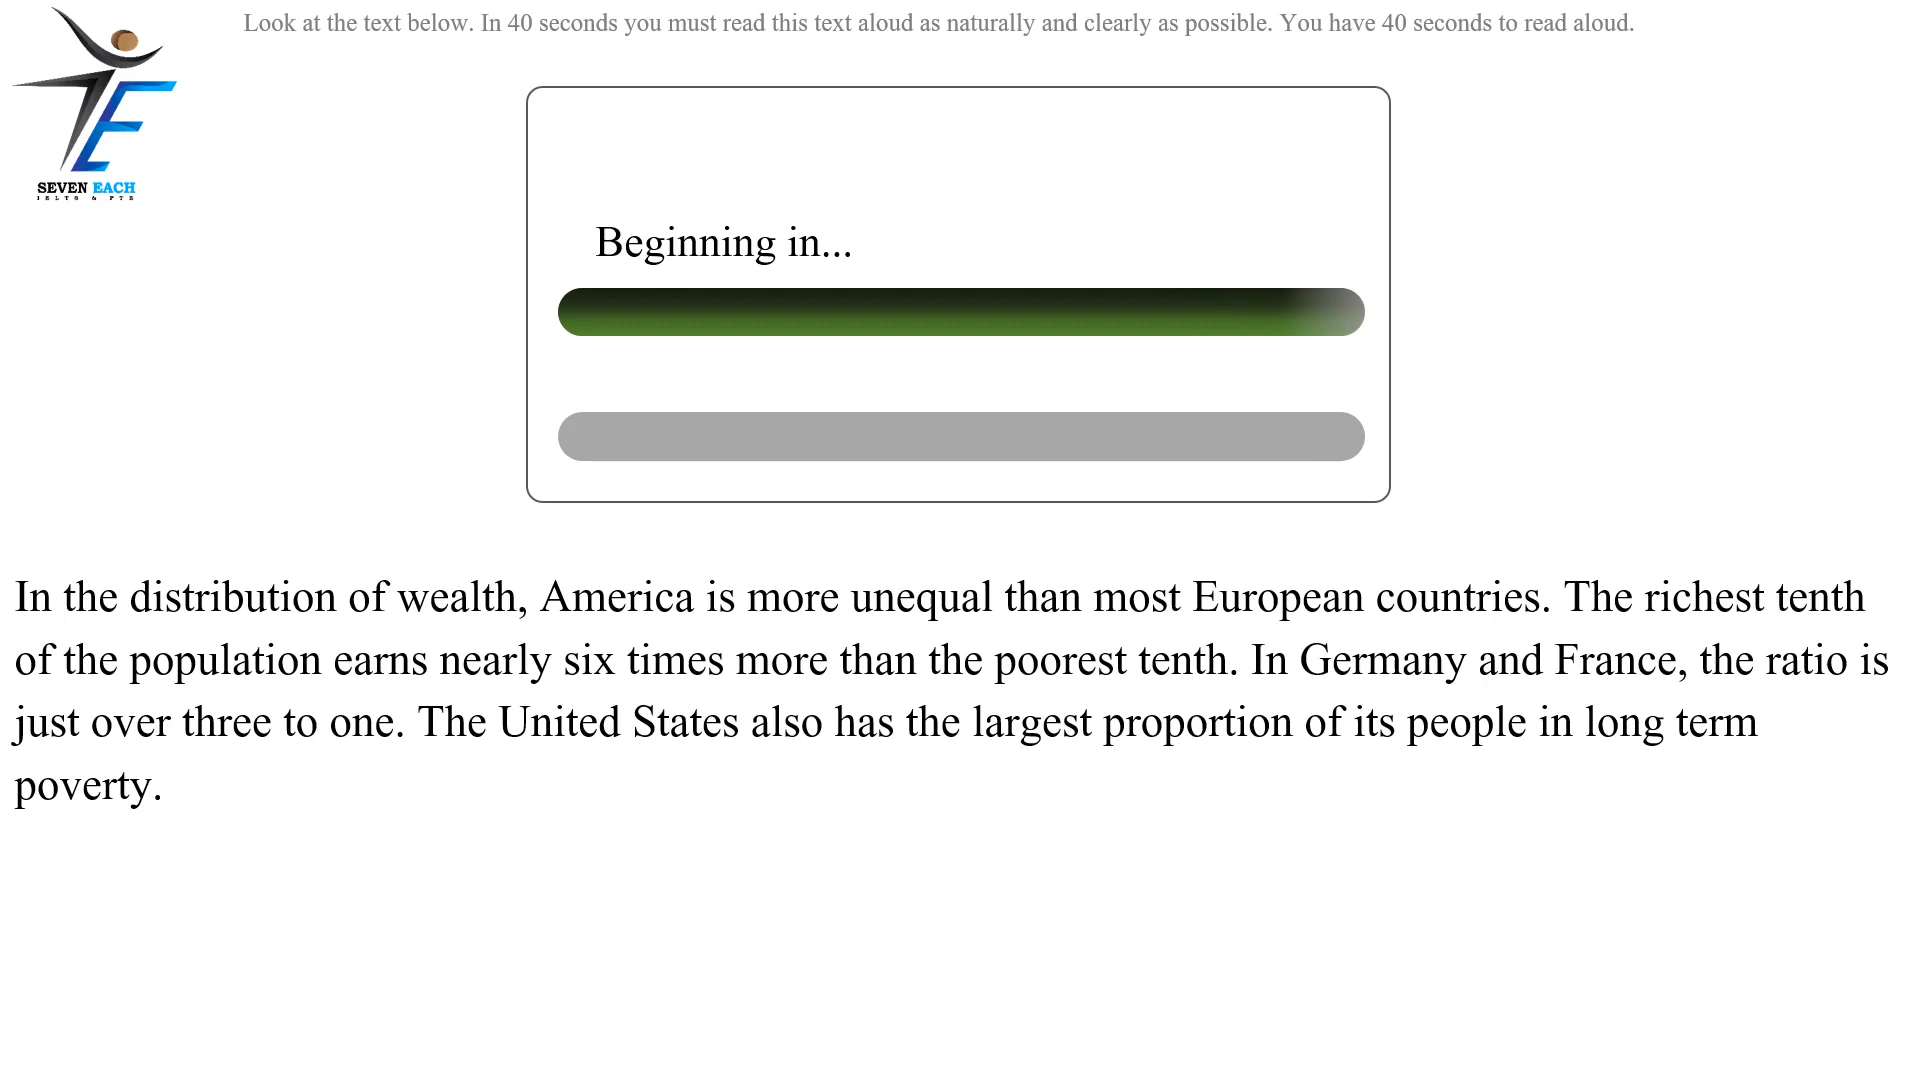 Look at the text below. In 40 seconds you must read this text aloud as naturally and clearly as possible. You have 40 seconds to read aloud.
SEVEN EACH
IELTS & PTE
Beginning in...
In the distribution of wealth, America is more unequal than most European countries. The richest tenth
of the population earns nearly six times more than the poorest tenth. In Germany and France, the ratio is
just over three to one. The United States also has the largest proportion of its people in long term
poverty.